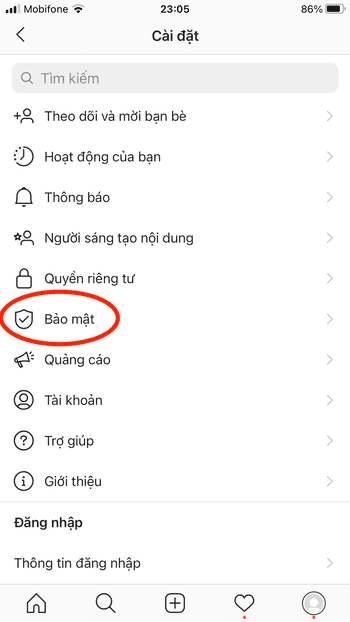 Mobifone 23:05 86%
Cài đặt
Tìm kiếm
Theo dõi và mời bạn bè
Hoạt động của bạn
Thông báo
Người sáng tạo nội dung
Quyền riêng tư
Bảo mật
Quảng cáo
Tài khoản
Trợ giúp
Giới thiệu
Đăng nhập
Thông tin đăng nhập